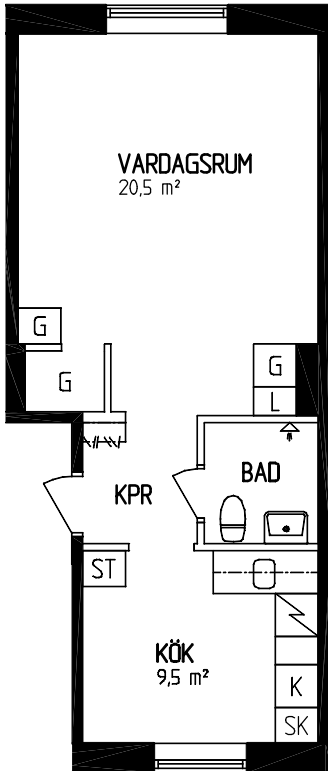 VARDAGSRUM
20,5 m²
G
G
G
L
BAD
KPR
ST
KÖK
9,5 m²
K
SK